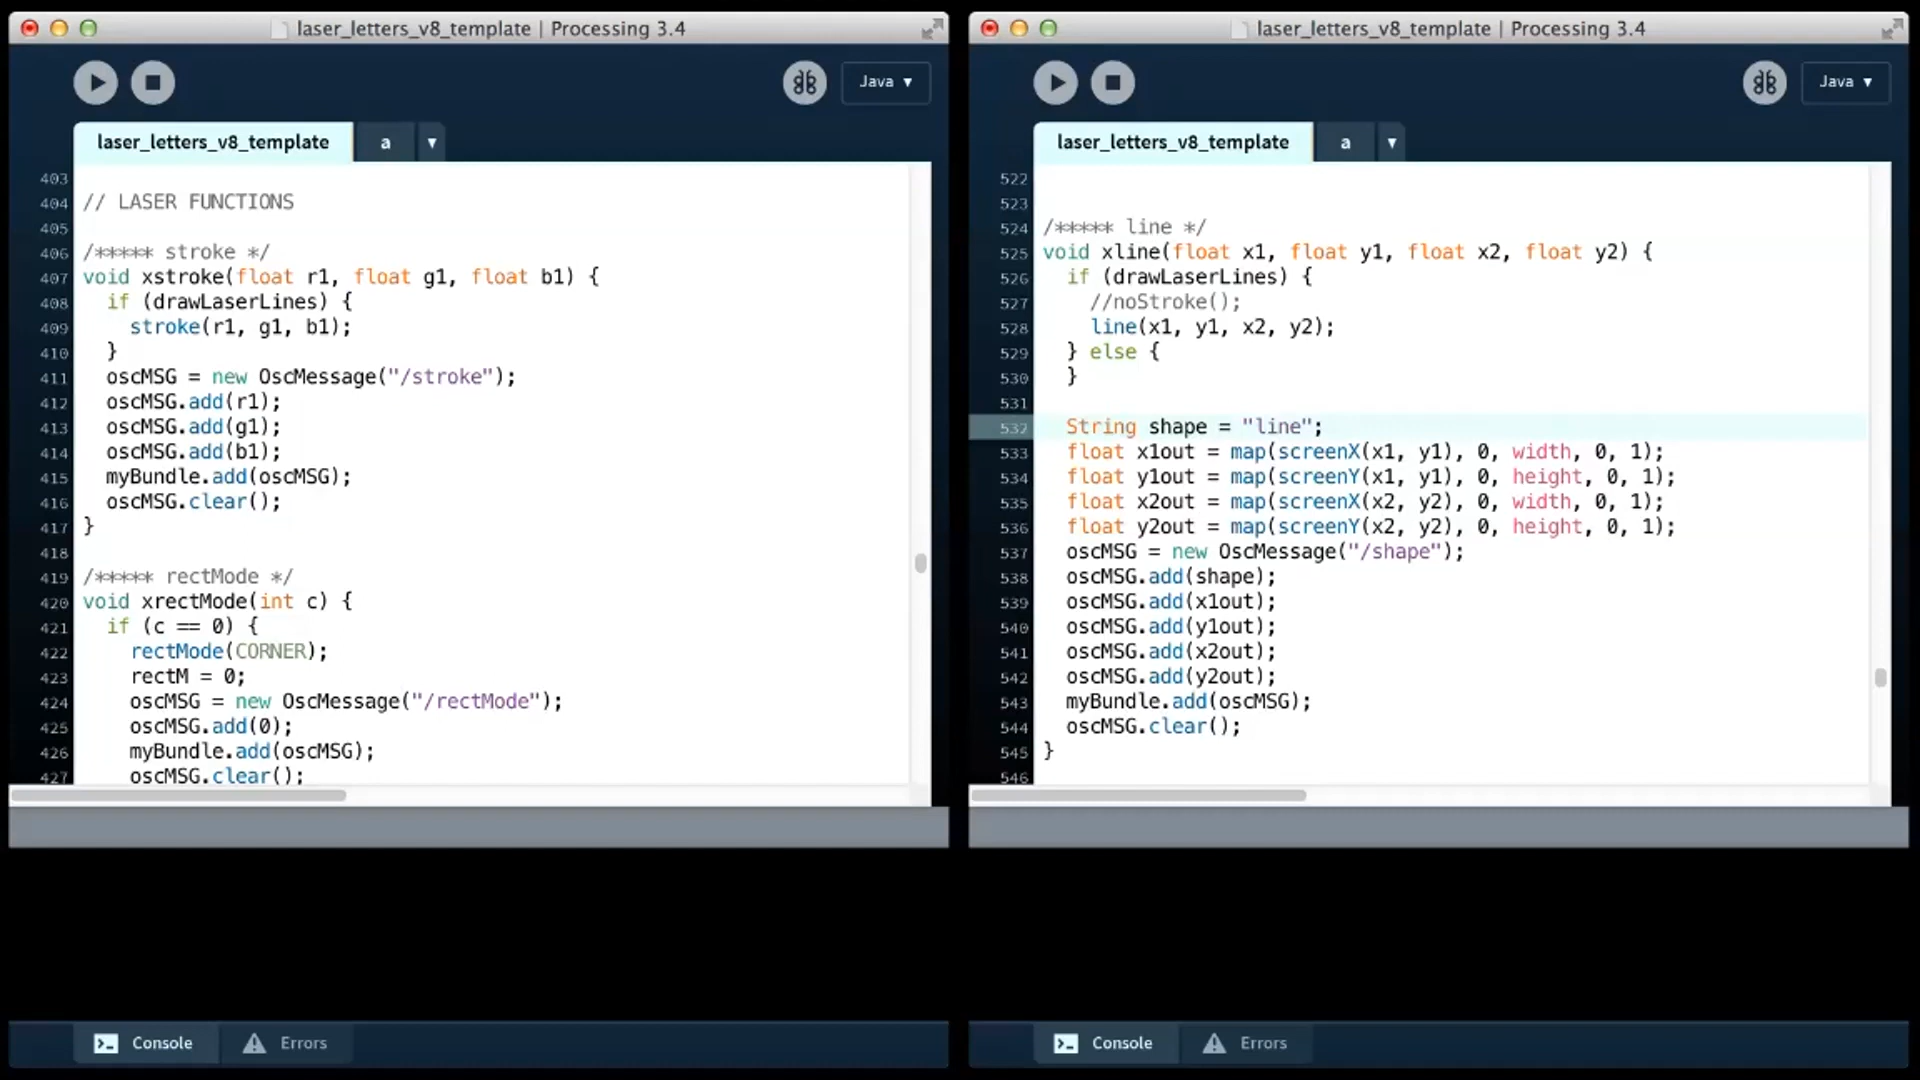 laser_letters_v8_template | Processing 3.4
Java ▾
laser_letters_v8_template a ▾
403
404 // LASER FUNCTIONS
405
406 /***** stroke */
407 void xstroke(float r1, float g1, float b1) {
408 if (drawLaserLines) {
409 stroke(r1, g1, b1);
410 }
411 oscMSG = new OscMessage("/stroke");
412 oscMSG.add(r1);
413 oscMSG.add(g1);
414 oscMSG.add(b1);
415 myBundle.add(oscMSG);
416 oscMSG.clear();
417 }
418
419 /***** rectMode */
420 void xrectMode(int c) {
421 if (c == 0) {
422 rectMode(CORNER);
423 rectM = 0;
424 oscMSG = new OscMessage("/rectMode");
425 oscMSG.add(0);
426 myBundle.add(oscMSG);
427 oscMSG.clear();
Console Errors
laser_letters_v8_template | Processing 3.4
Java ▾
laser_letters_v8_template a ▾
522
523
524 /***** line */
525 void xline(float x1, float y1, float x2, float y2) {
526 if (drawLaserLines) {
527 //noStroke();
528 line(x1, y1, x2, y2);
529 } else {
530 }
531
532 String shape = "line";
533 float x1out = map(screenX(x1, y1), 0, width, 0, 1);
534 float y1out = map(screenY(x1, y1), 0, height, 0, 1);
535 float x2out = map(screenX(x2, y2), 0, width, 0, 1);
536 float y2out = map(screenY(x2, y2), 0, height, 0, 1);
537 oscMSG = new OscMessage("/shape");
538 oscMSG.add(shape);
539 oscMSG.add(x1out);
540 oscMSG.add(y1out);
541 oscMSG.add(x2out);
542 oscMSG.add(y2out);
543 myBundle.add(oscMSG);
544 oscMSG.clear();
545 }
546
Console Errors